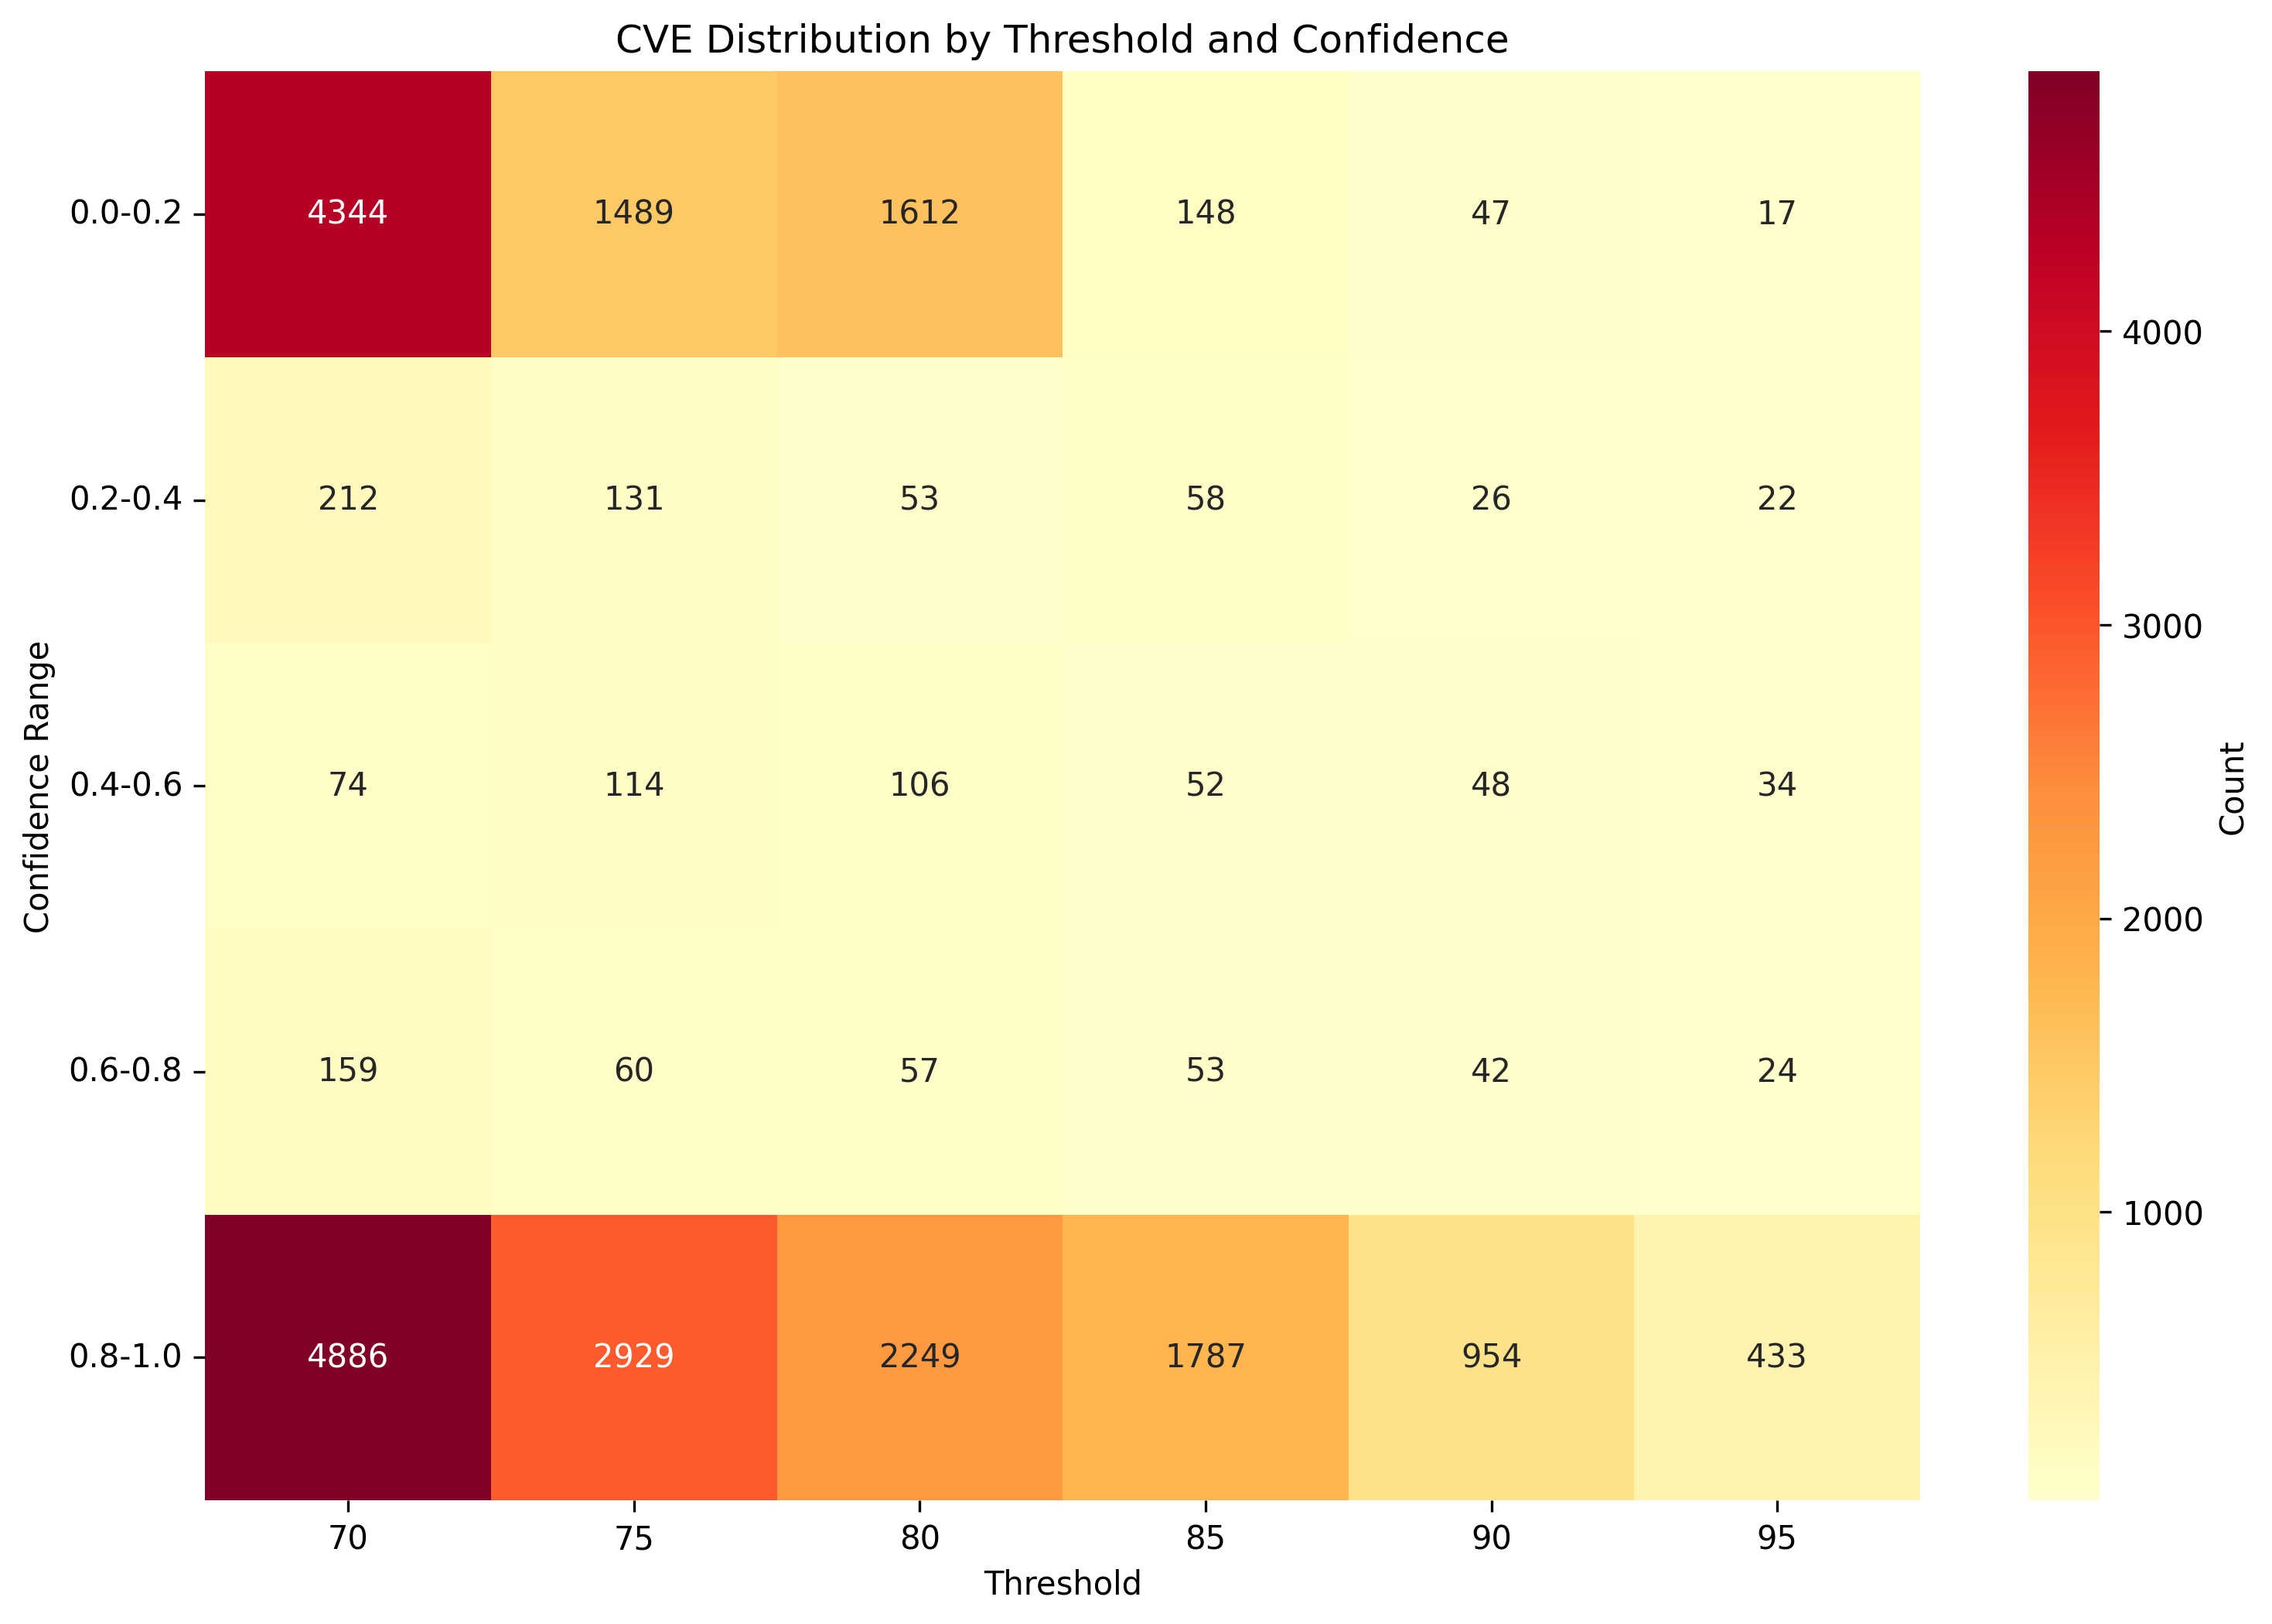 CVE Distribution by Threshold and Confidence
Confidence Range
0.0-0.2 4344 1489 1612 148 47 17
0.2-0.4 212 131 53 58 26 22
0.4-0.6 74 114 106 52 48 34
0.6-0.8 159 60 57 53 42 24
0.8-1.0 4886 2929 2249 1787 954 433
70 75 80 85 90 95
Threshold
4000
3000
2000
1000
Count